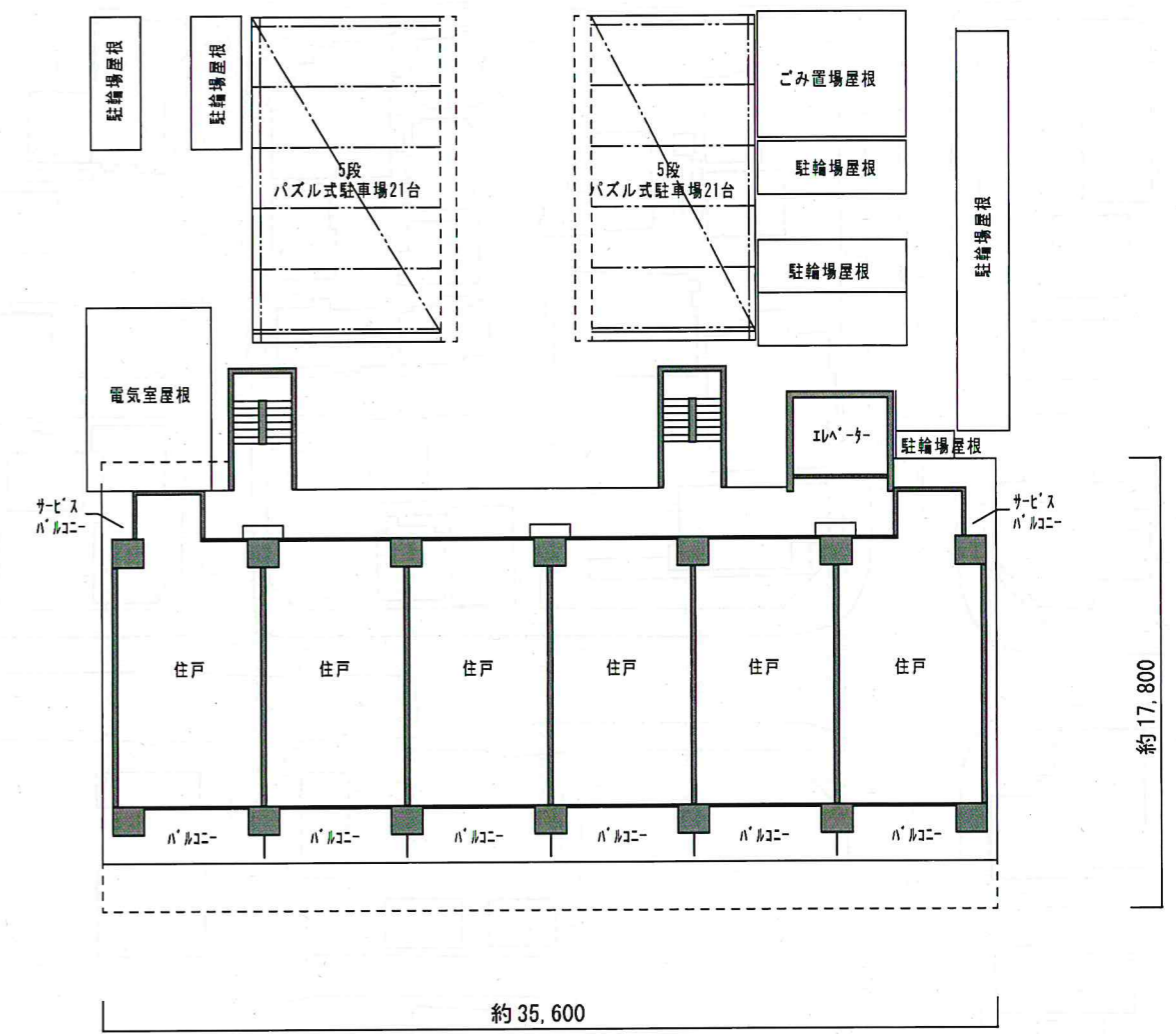 駐輪場屋根
駐輪場屋根
5段
パズル式駐車場21台
5段
パズル式駐車場21台
ごみ置場屋根
駐輪場屋根
駐輪場屋根
駐輪場屋根
電気室屋根
エレベーター
駐輪場屋根
サービス
バルコニー
サービス
バルコニー
住戸
住戸
住戸
住戸
住戸
住戸
バルコニー
バルコニー
バルコニー
バルコニー
バルコニー
バルコニー
約17,800
約35,600